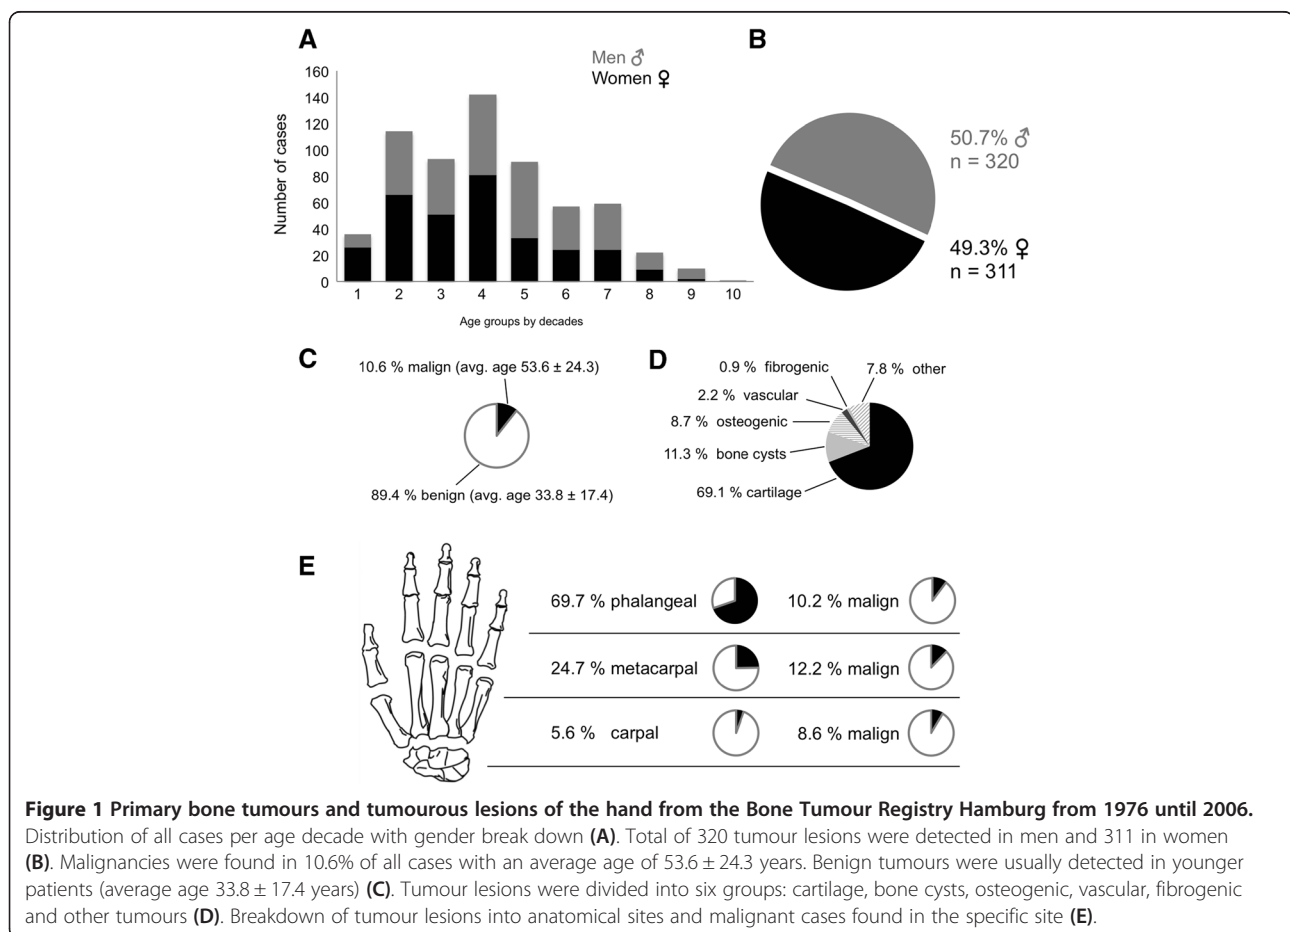 A
Men ♂
Women ♀
Number of cases
160
140
120
100
80
60
40
20
0
1 2 3 4 5 6 7 8 9 10
Age groups by decades
B
50.7% ♂
n = 320
49.3% ♀
n = 311
C
10.6 % malign (avg. age 53.6 ± 24.3)
89.4 % benign (avg. age 33.8 ± 17.4)
D
0.9 % fibrogenic
7.8 % other
2.2 % vascular
8.7 % osteogenic
11.3 % bone cysts
69.1 % cartilage
E
69.7 % phalangeal 10.2 % malign
24.7 % metacarpal 12.2 % malign
5.6 % carpal 8.6 % malign
Figure 1 Primary bone tumours and tumourous lesions of the hand from the Bone Tumour Registry Hamburg from 1976 until 2006.
Distribution of all cases per age decade with gender break down (A). Total of 320 tumour lesions were detected in men and 311 in women
(B). Malignancies were found in 10.6% of all cases with an average age of 53.6 ± 24.3 years. Benign tumours were usually detected in younger
patients (average age 33.8 ± 17.4 years) (C). Tumour lesions were divided into six groups: cartilage, bone cysts, osteogenic, vascular, fibrogenic
and other tumours (D). Breakdown of tumour lesions into anatomical sites and malignant cases found in the specific site (E).